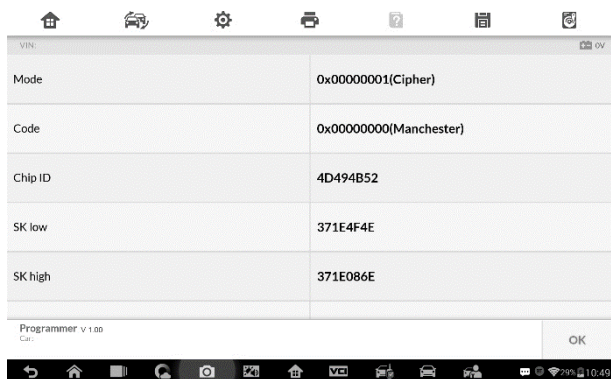 VIN:
0V
Mode 0x00000001(Cipher)
Code 0x00000000(Manchester)
Chip ID 4D494B52
SK low 371E4F4E
SK high 371E086E
Programmer V 1.00
Car:
OK
VCI
29% 10:49